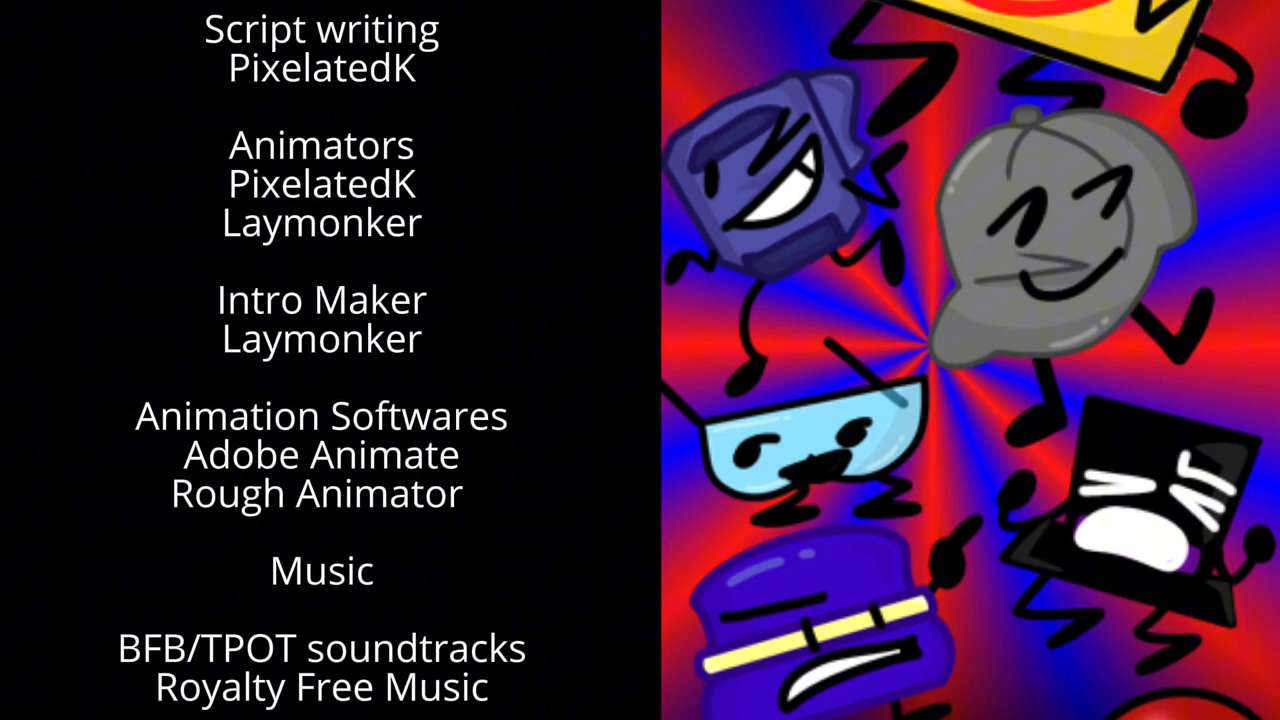 Script writing
PixelatedK
Animators
PixelatedK
Laymonker
Intro Maker
Laymonker
Animation Softwares
Adobe Animate
Rough Animator
Music
BFB/TPOT soundtracks
Royalty Free Music